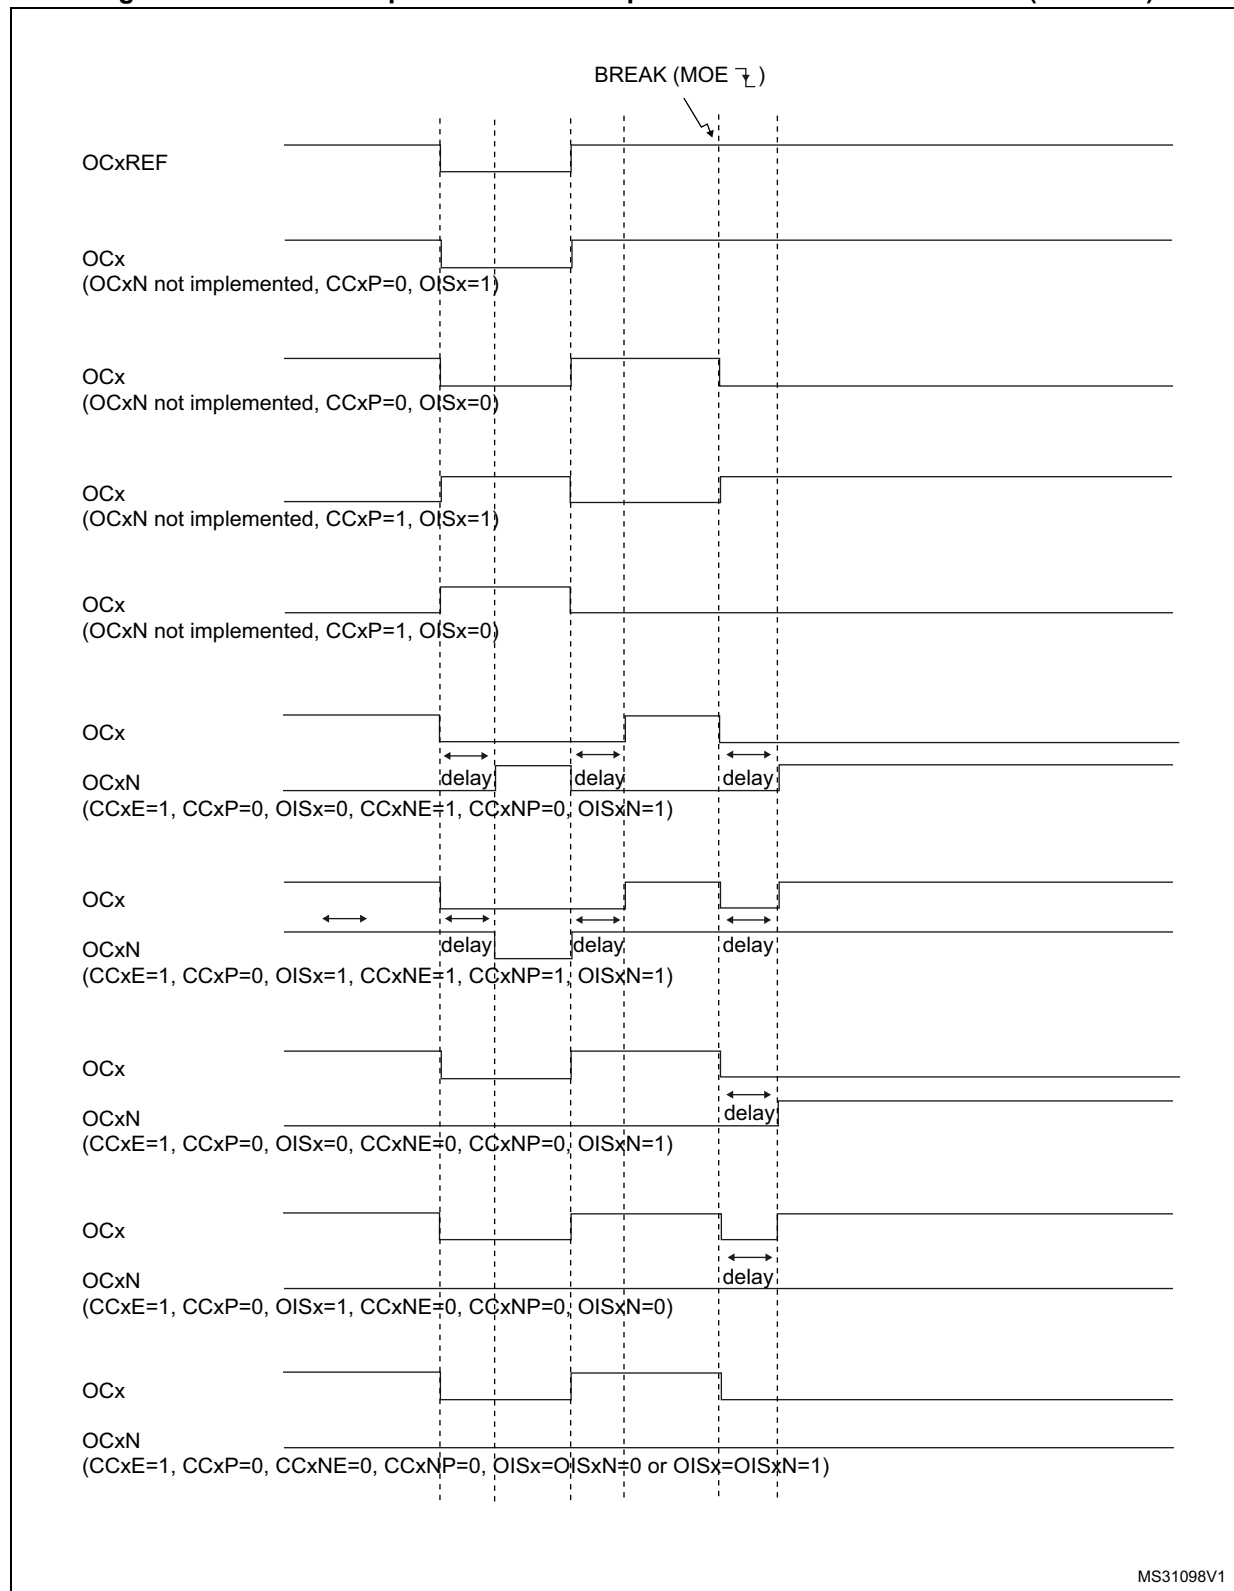 BREAK (MOE )
OCxREF
OCx
(OCxN not implemented, CCxP=0, OISx=1)
OCx
(OCxN not implemented, CCxP=0, OISx=0)
OCx
(OCxN not implemented, CCxP=1, OISx=1)
OCx
(OCxN not implemented, CCxP=1, OISx=0)
OCx
delay delay delay
OCxN
(CCxE=1, CCxP=0, OISx=0, CCxNE=1, CCxNP=0, OISxN=1)
OCx
delay delay delay
OCxN
(CCxE=1, CCxP=0, OISx=1, CCxNE=1, CCxNP=1, OISxN=1)
OCx
delay
OCxN
(CCxE=1, CCxP=0, OISx=0, CCxNE=0, CCxNP=0, OISxN=1)
OCx
delay
OCxN
(CCxE=1, CCxP=0, OISx=1, CCxNE=0, CCxNP=0, OISxN=0)
OCx
OCxN
(CCxE=1, CCxP=0, CCxNE=0, CCxNP=0, OISx=OISxN=0 or OISx=OISxN=1)
MS31098V1